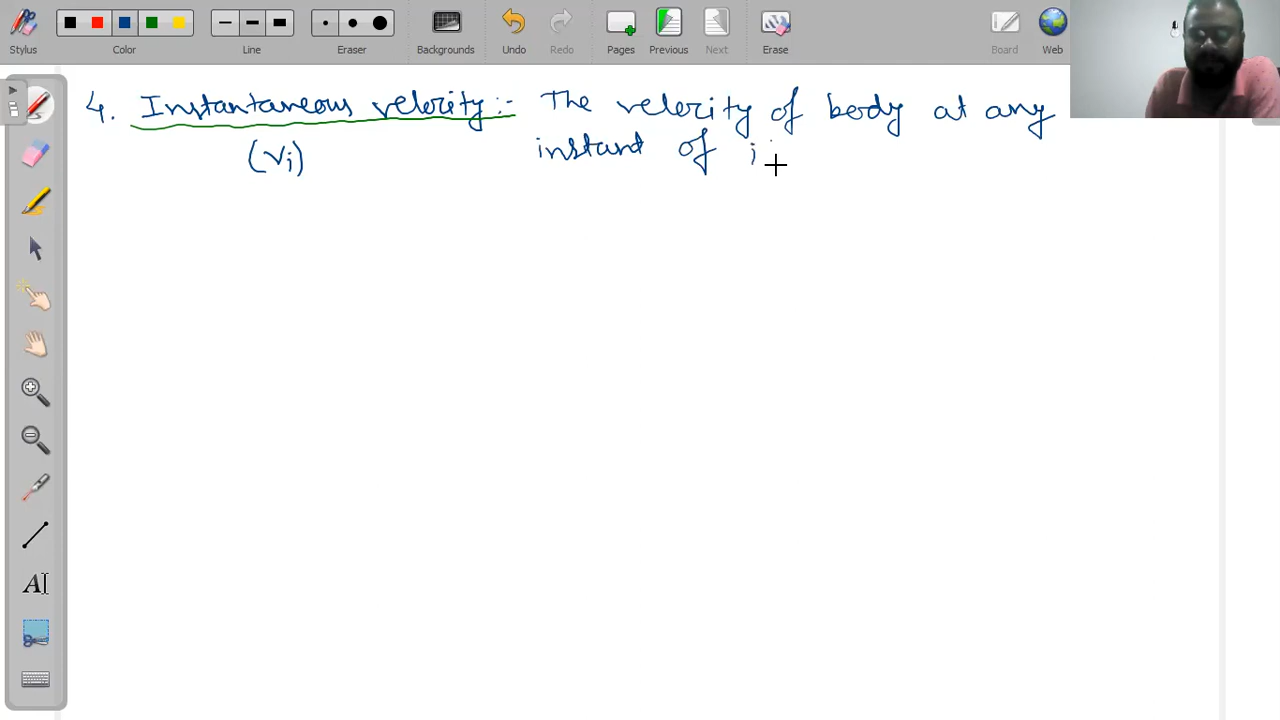 Stylus Color Line Eraser Backgrounds Undo Redo Pages Previous Next Erase Board Web
4. Instantaneous velocity :- The velocity of body at any
(Vi) instant of